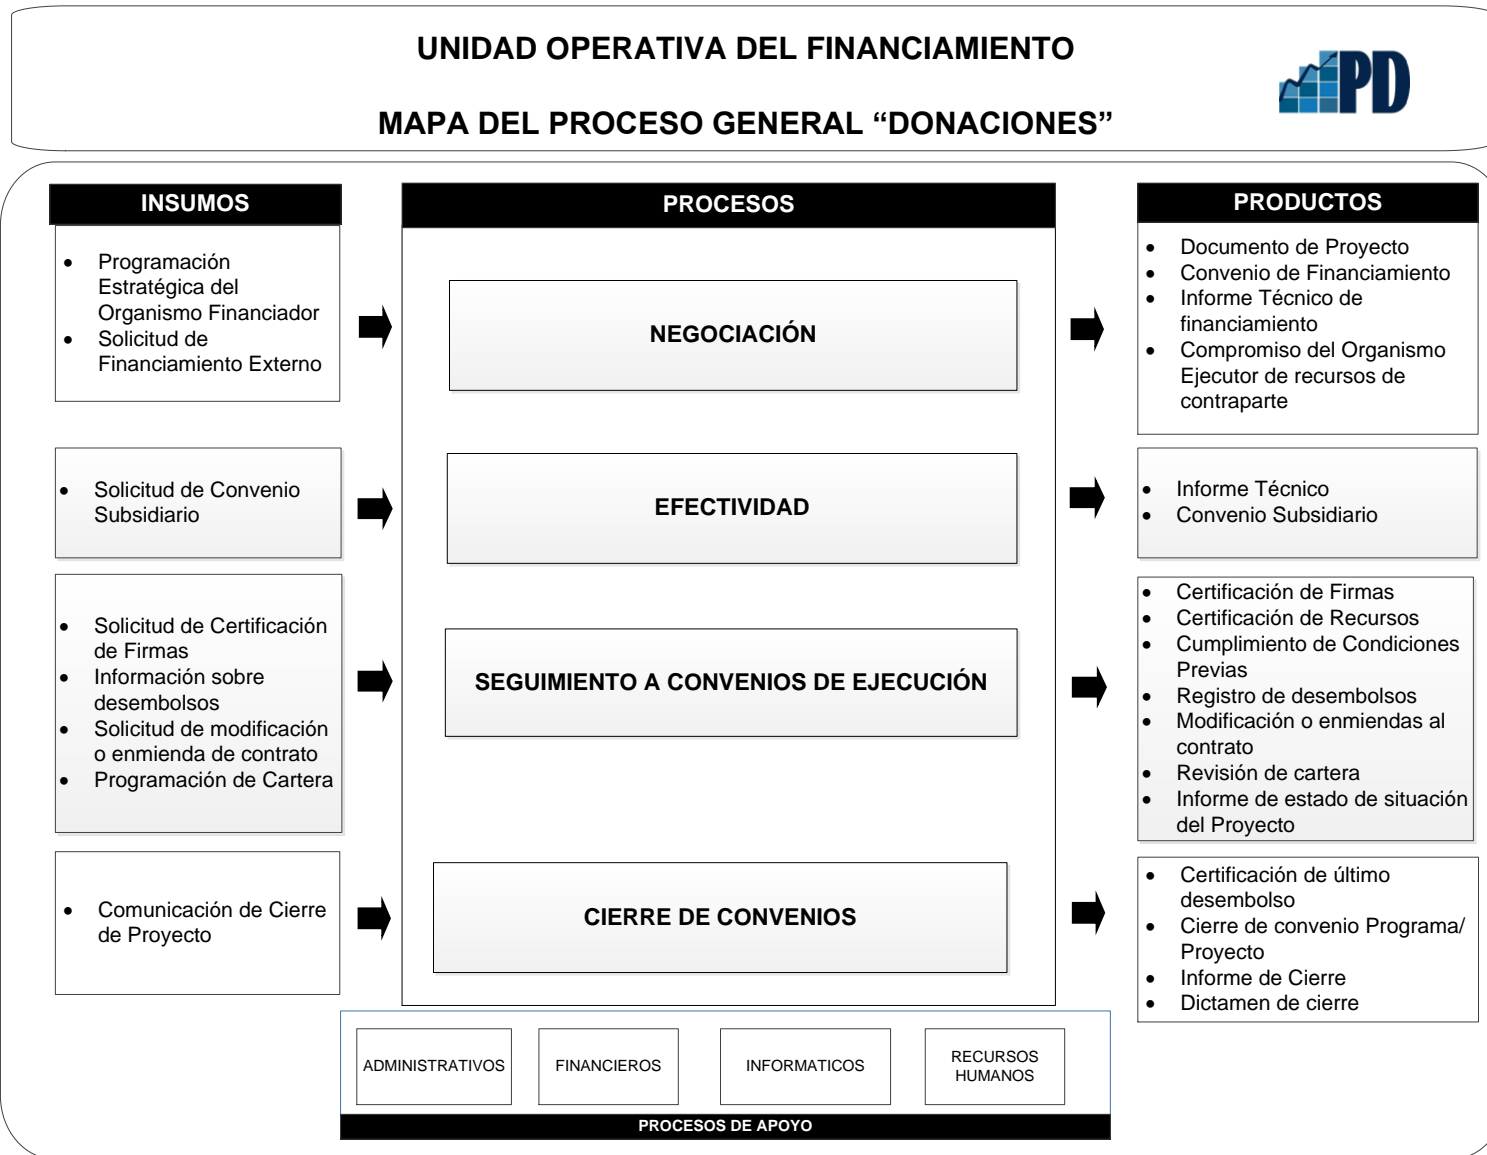 UNIDAD OPERATIVA DEL FINANCIAMIENTO
MAPA DEL PROCESO GENERAL “DONACIONES”
PD
INSUMOS
• Programación
Estratégica del
Organismo Financiador
• Solicitud de
Financiamiento Externo
• Solicitud de Convenio
Subsidiario
• Solicitud de Certificación
de Firmas
• Información sobre
desembolsos
• Solicitud de modificación
o enmienda de contrato
• Programación de Cartera
• Comunicación de Cierre
de Proyecto
PROCESOS
NEGOCIACIÓN
EFECTIVIDAD
SEGUIMIENTO A CONVENIOS DE EJECUCIÓN
CIERRE DE CONVENIOS
PRODUCTOS
• Documento de Proyecto
• Convenio de Financiamiento
• Informe Técnico de
financiamiento
• Compromiso del Organismo
Ejecutor de recursos de
contraparte
• Informe Técnico
• Convenio Subsidiario
• Certificación de Firmas
• Certificación de Recursos
• Cumplimiento de Condiciones
Previas
• Registro de desembolsos
• Modificación o enmiendas al
contrato
• Revisión de cartera
• Informe de estado de situación
del Proyecto
• Certificación de último
desembolso
• Cierre de convenio Programa/
Proyecto
• Informe de Cierre
• Dictamen de cierre
ADMINISTRATIVOS
FINANCIEROS
INFORMATICOS
RECURSOS
HUMANOS
PROCESOS DE APOYO